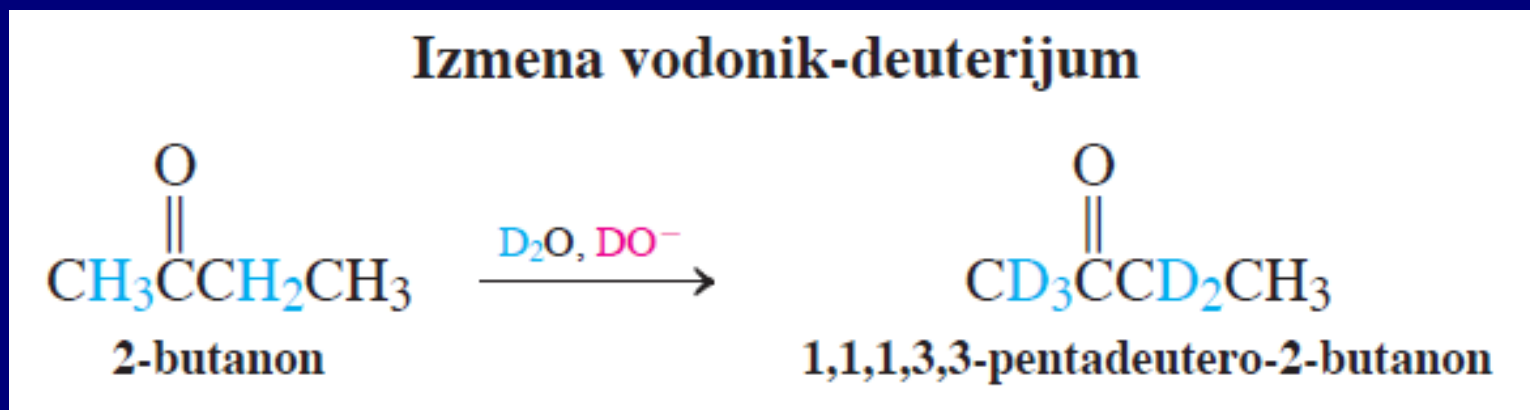 Izmena vodonik-deuterijum
O O
|| ||
CH₃CCH₂CH₃ D₂O, DO⁻ → CD₃CCD₂CH₃
2-butanon 1,1,1,3,3-pentadeutero-2-butanon